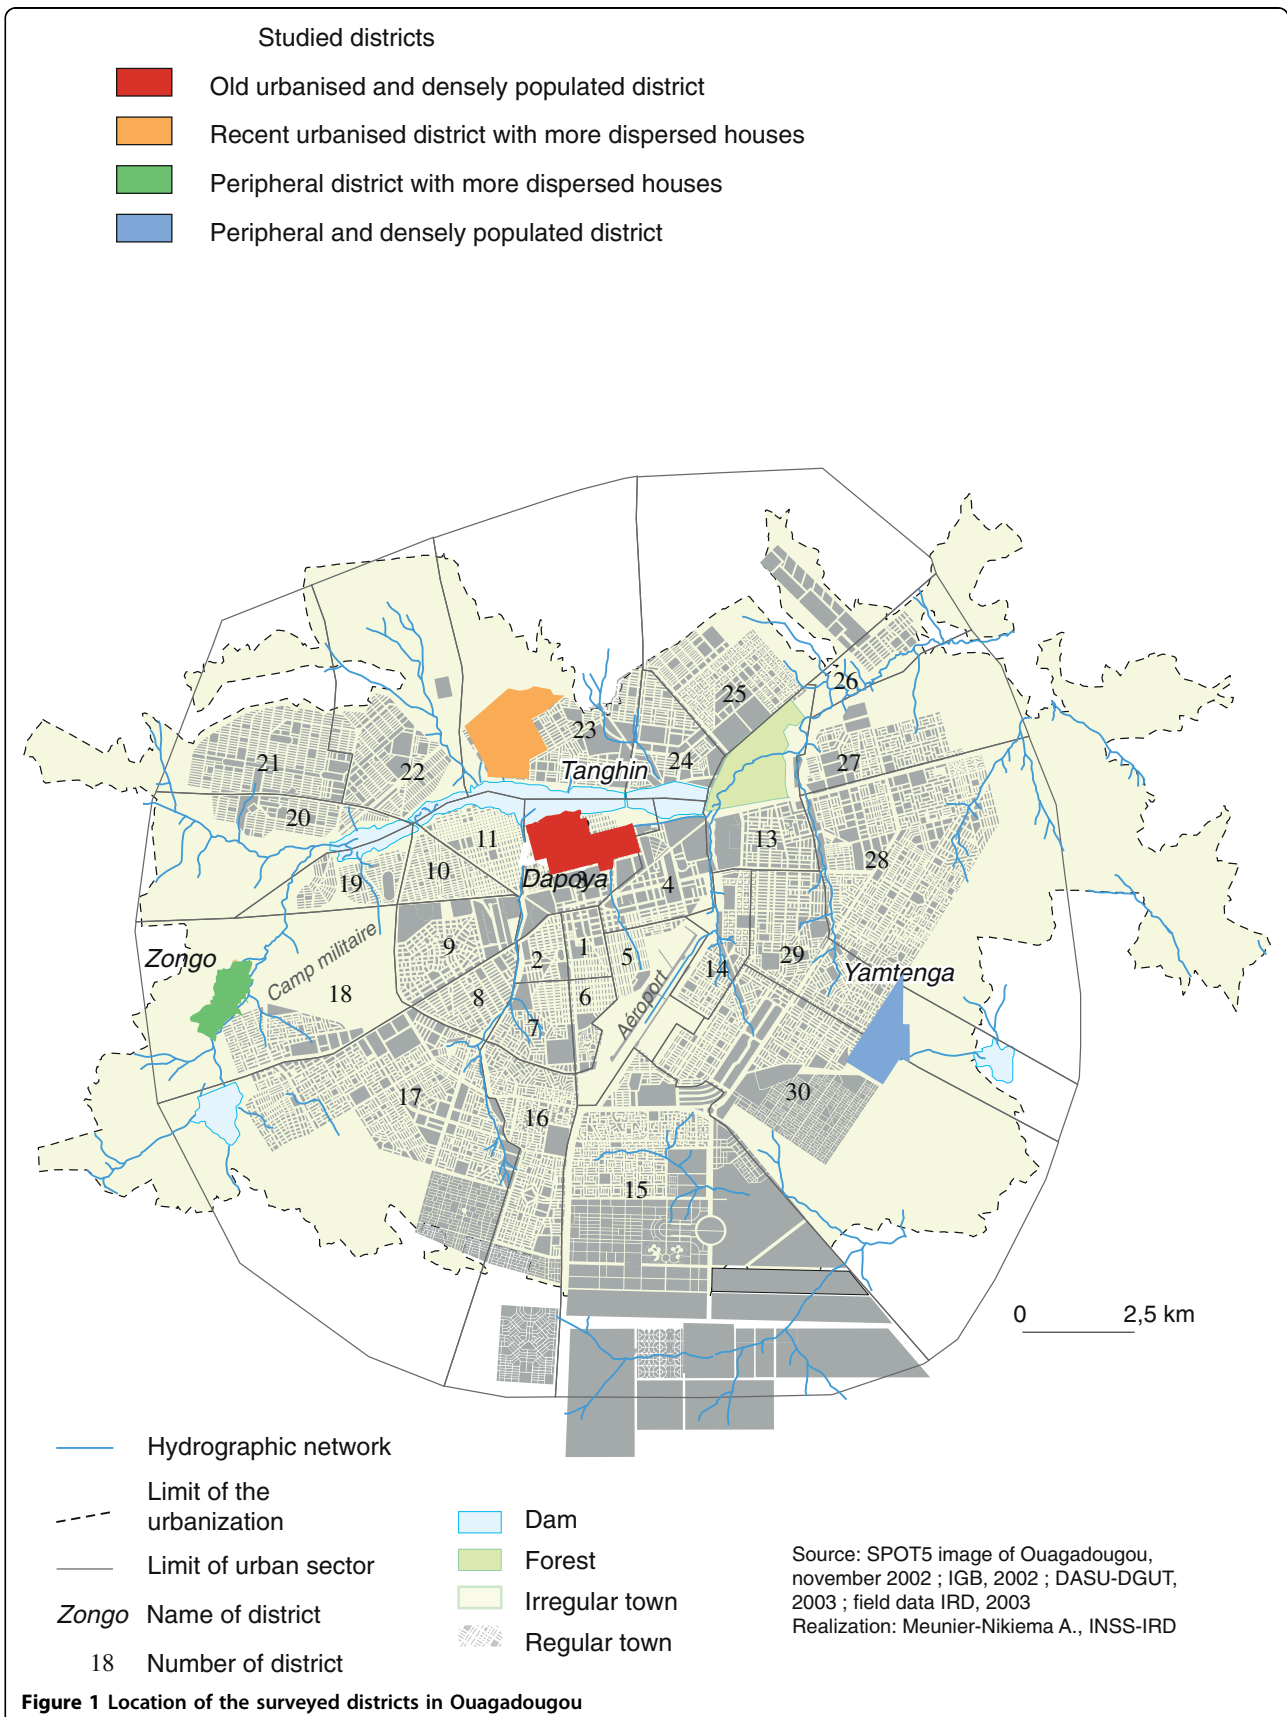 Studied districts
Old urbanised and densely populated district
Recent urbanised district with more dispersed houses
Peripheral district with more dispersed houses
Peripheral and densely populated district
26
25
23
24
27
21
22
Tanghin
20
11
13
28
10
19
Dapoya
3
4
9
2
1
5
29
14
Zongo
Camp militaire
18
8
6
7
Aéroport
Yamtenga
17
16
30
15
0 2,5 km
Hydrographic network
Limit of the
urbanization
Limit of urban sector
Zongo Name of district
18 Number of district
Dam
Forest
Irregular town
Regular town
Source: SPOT5 image of Ouagadougou,
november 2002 ; IGB, 2002 ; DASU-DGUT,
2003 ; field data IRD, 2003
Realization: Meunier-Nikiema A., INSS-IRD
Figure 1 Location of the surveyed districts in Ouagadougou